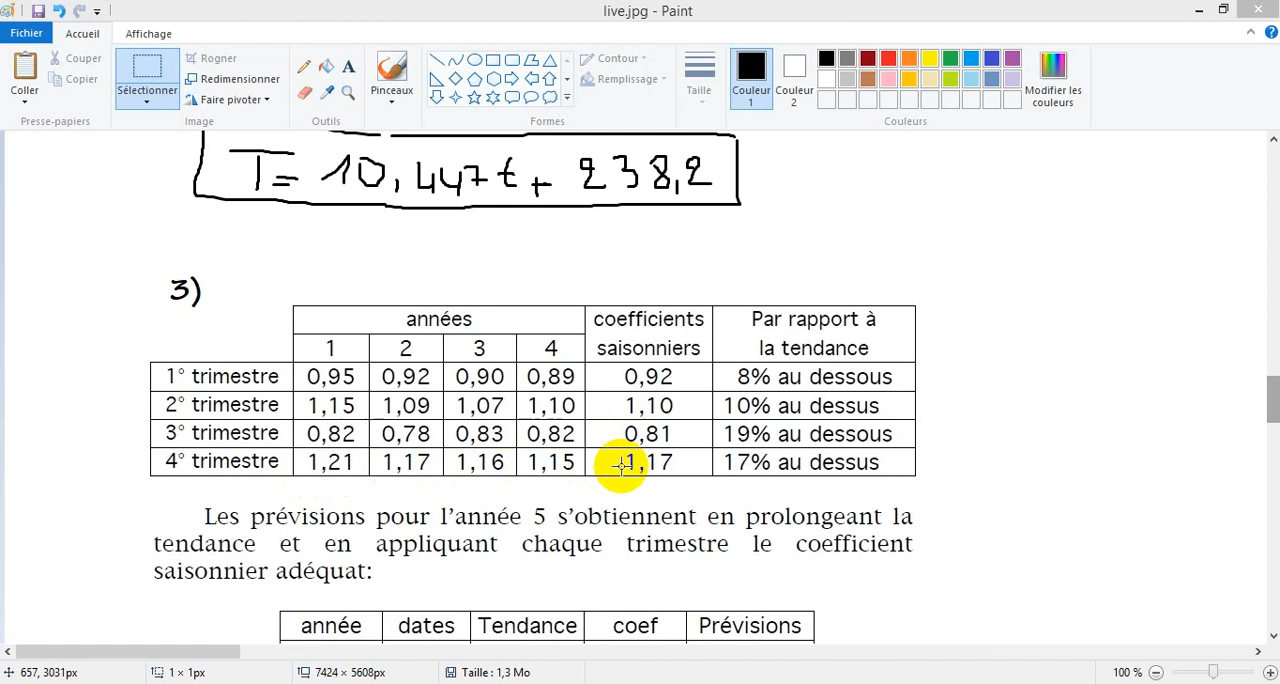 live.jpg - Paint
Fichier Accueil Affichage
Coller
Couper
Copier
Presse-papiers
Sélectionner
Rogner
Redimensionner
Faire pivoter
Image
A
Outils
Pinceaux
Contour
Remplissage
Formes
Taille
Couleur 1
Couleur 2
Modifier les couleurs
Couleurs
T = 10,447t + 238,2
3)
années coefficients saisonniers Par rapport à la tendance
1 2 3 4
1° trimestre 0,95 0,92 0,90 0,89 0,92 8% au dessous
2° trimestre 1,15 1,09 1,07 1,10 1,10 10% au dessus
3° trimestre 0,82 0,78 0,83 0,82 0,81 19% au dessous
4° trimestre 1,21 1,17 1,16 1,15 1,17 17% au dessus
Les prévisions pour l'année 5 s'obtiennent en prolongeant la
tendance et en appliquant chaque trimestre le coefficient
saisonnier adéquat:
année dates Tendance coef Prévisions
657, 3031px 1 × 1px 7424 × 5608px Taille : 1,3 Mo 100 %